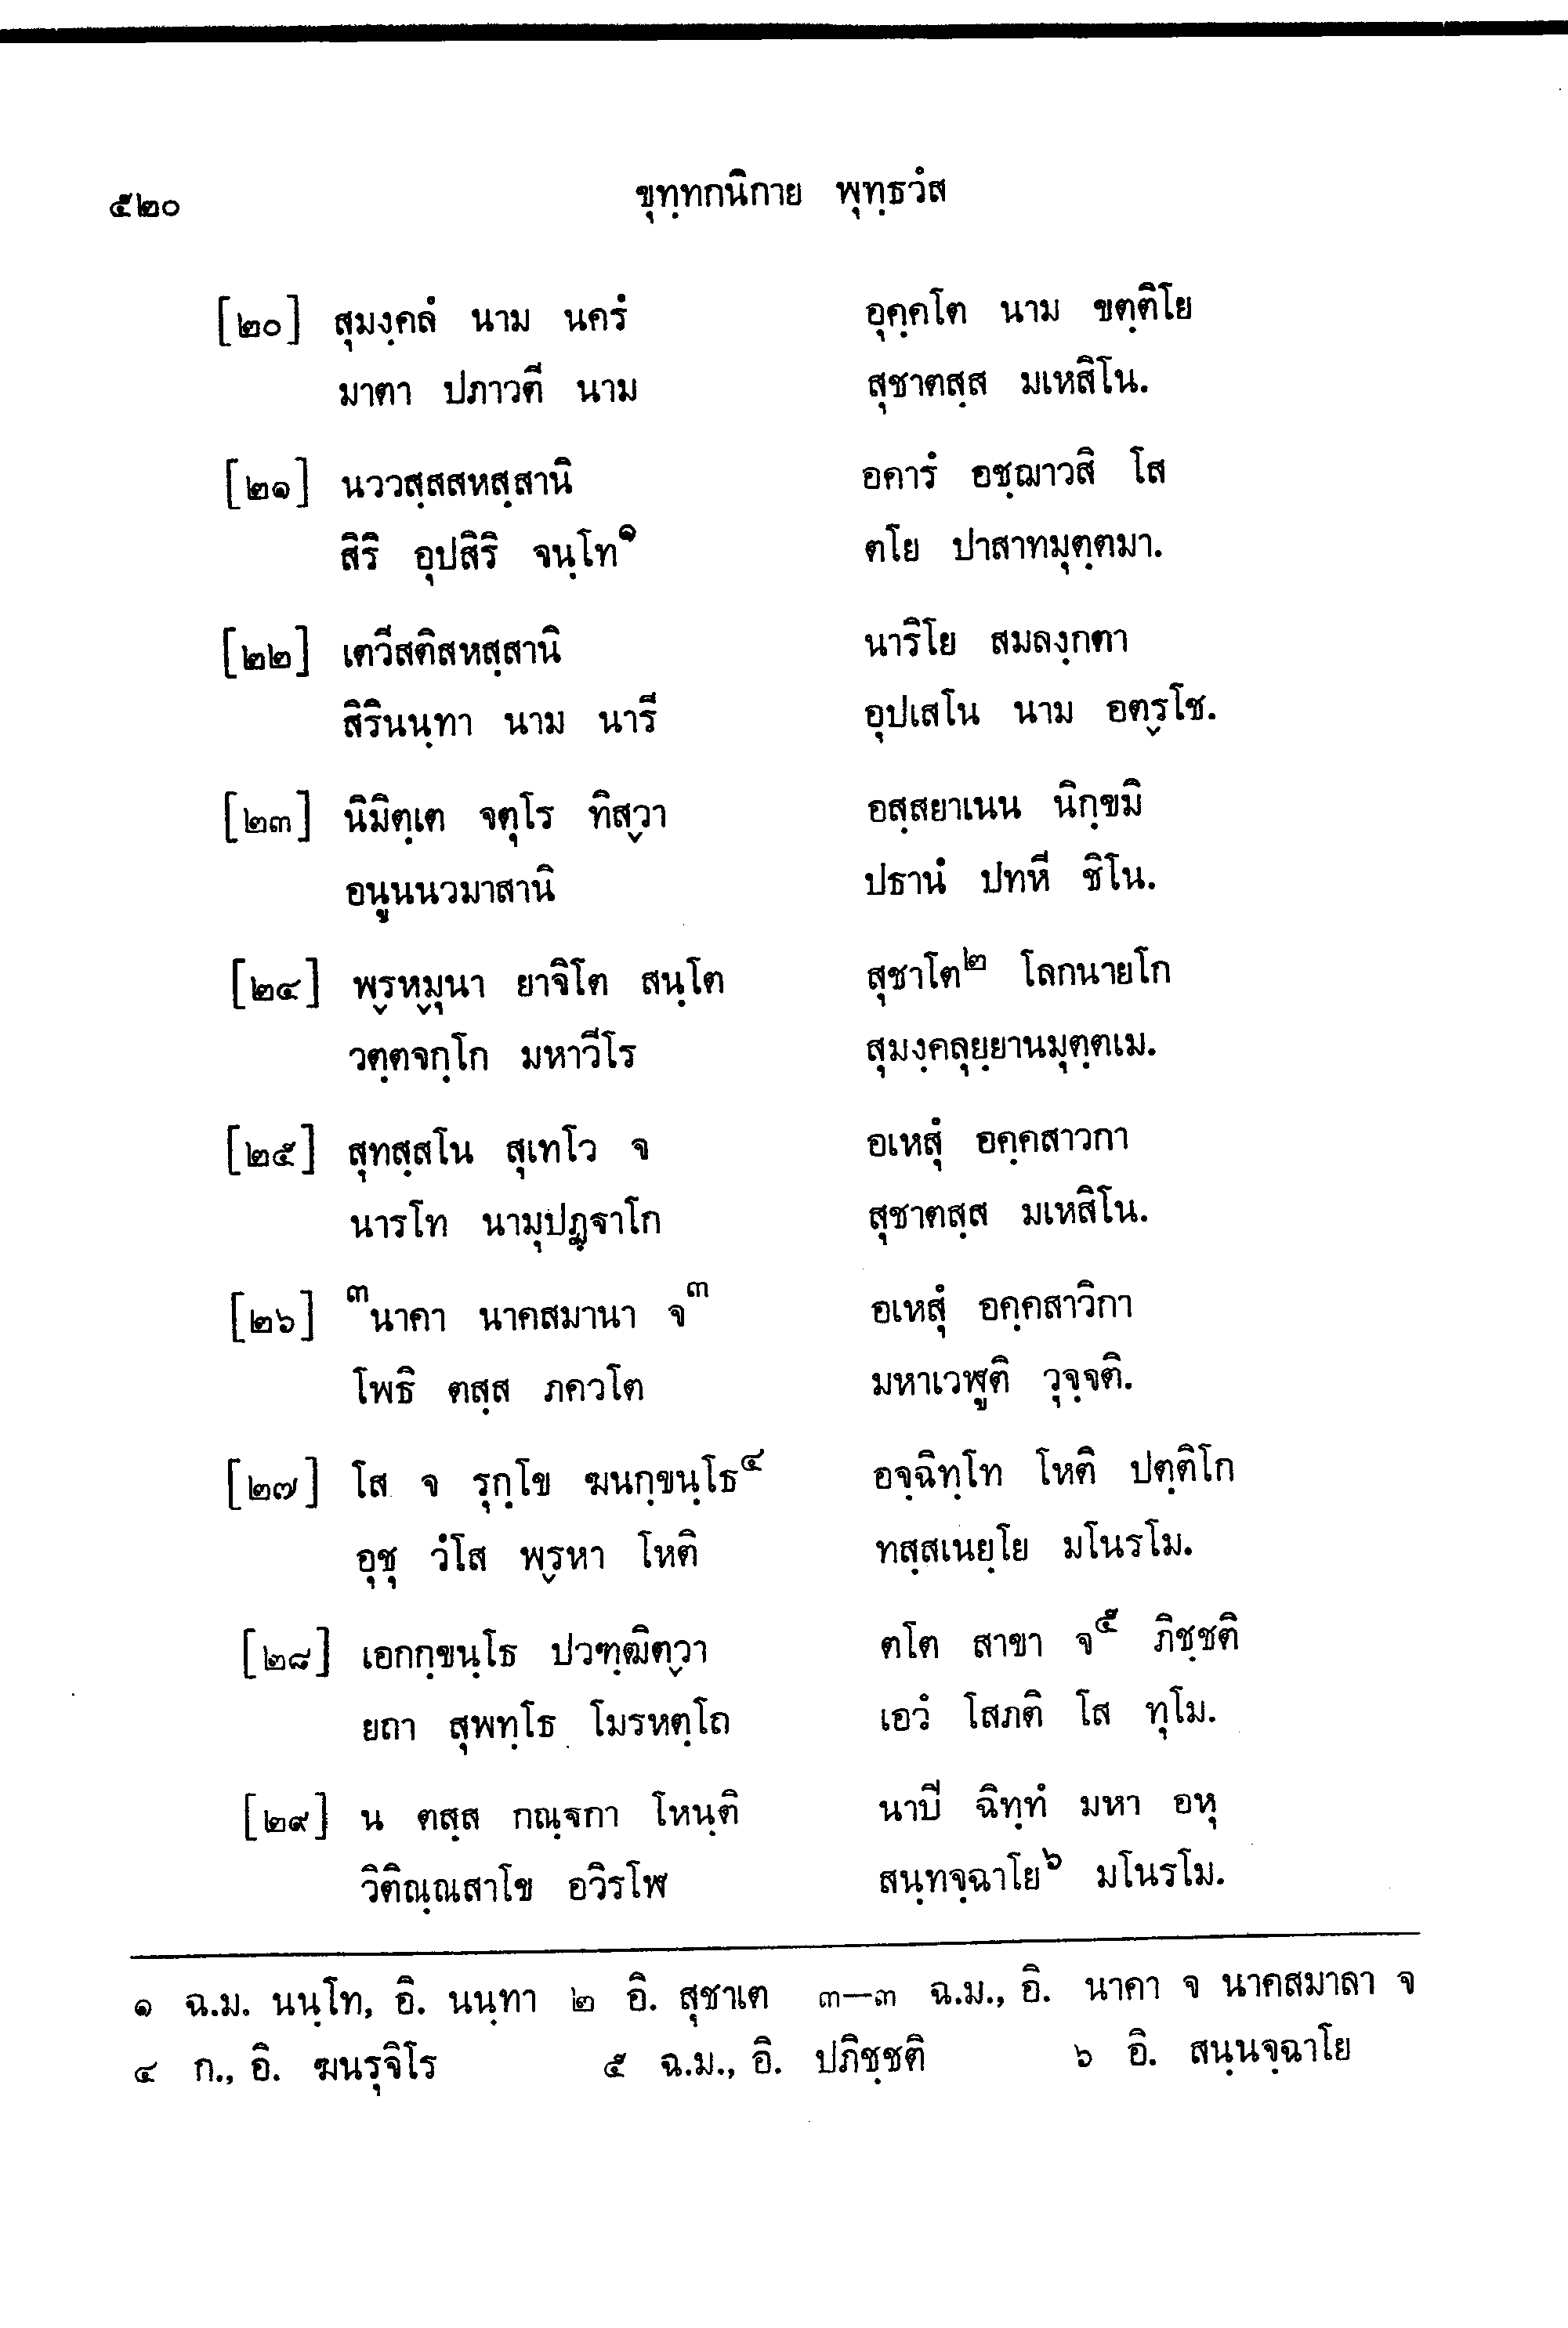 ๕๒๐ ขุทฺทกนิกาย พุทฺธวํส
[๒๐] สุมงฺคลํ นาม นครํ อุคฺคโต นาม ขตฺติโย
มาตา ปภาวตี นาม สุชาตสฺส มเหสิโน.
[๒๑] นววสฺสสหสฺสานิ อคารํ อชฺฌาวสิ โส
สิริ อุปสิริ จนฺโท๑ ตโย ปาสาทมุตฺตมา.
[๒๒] เตวีสติสหสฺสานิ นาริโย สมลงฺกตา
สิรินนฺทา นาม นารี อุปเสโน นาม อตฺรโช.
[๒๓] นิมิตฺเต จตุโร ทิสฺวา อสฺสยาเนน นิกฺขมิ
อนูนนวมาสานิ ปธานํ ปทหี ชิโน.
[๒๔] พฺรหฺมุนา ยาจิโต สนฺโต สุชาโต๒ โลกนายโก
วตฺตจกฺโก มหาวีโร สุมงฺคลุยฺยานมุตฺตเม.
[๒๕] สุทสฺสโน สุเทโว จ อเหสุํ อคฺคสาวกา
นารโท นามุปฏฺฐาโก สุชาตสฺส มเหสิโน.
[๒๖] ๓นาคา นาคสมานา จ๓ อเหสุํ อคฺคสาวิกา
โพธิ ตสฺส ภควโต มหาเวฬูติ วุจฺจติ.
[๒๗] โส จ รุกฺโข ฆนกฺขนฺโธ๔ อจฺฉิทฺโท โหติ ปตฺติโก
อุชุ วํโส พฺรหา โหติ ทสฺสเนยฺโย มโนรโม.
[๒๘] เอกกฺขนฺโธ ปวฑฺฒิตฺวา ตโต สาขา จ๕ ภิชฺชติ
ยถา สุพทฺโธ โมรหตฺโถ เอวํ โสภติ โส ทุโม.
[๒๙] น ตสฺส กณฺฐกา โหนฺติ นาปี ฉิทฺทํ มหา อหุ
วิติณฺณสาโข อวิรโฬ สนฺทจฺฉาโย๖ มโนรโม.
๑ ฉ.ม. นนฺโท, อิ. นนฺทา ๒ อิ. สุชาเต ๓—๓ ฉ.ม., อิ. นาคา จ นาคสมาลา จ
๔ ก., อิ. ฆนรุจิโร ๕ ฉ.ม., อิ. ปภิชฺชติ ๖ อิ. สนฺนจฺฉาโย